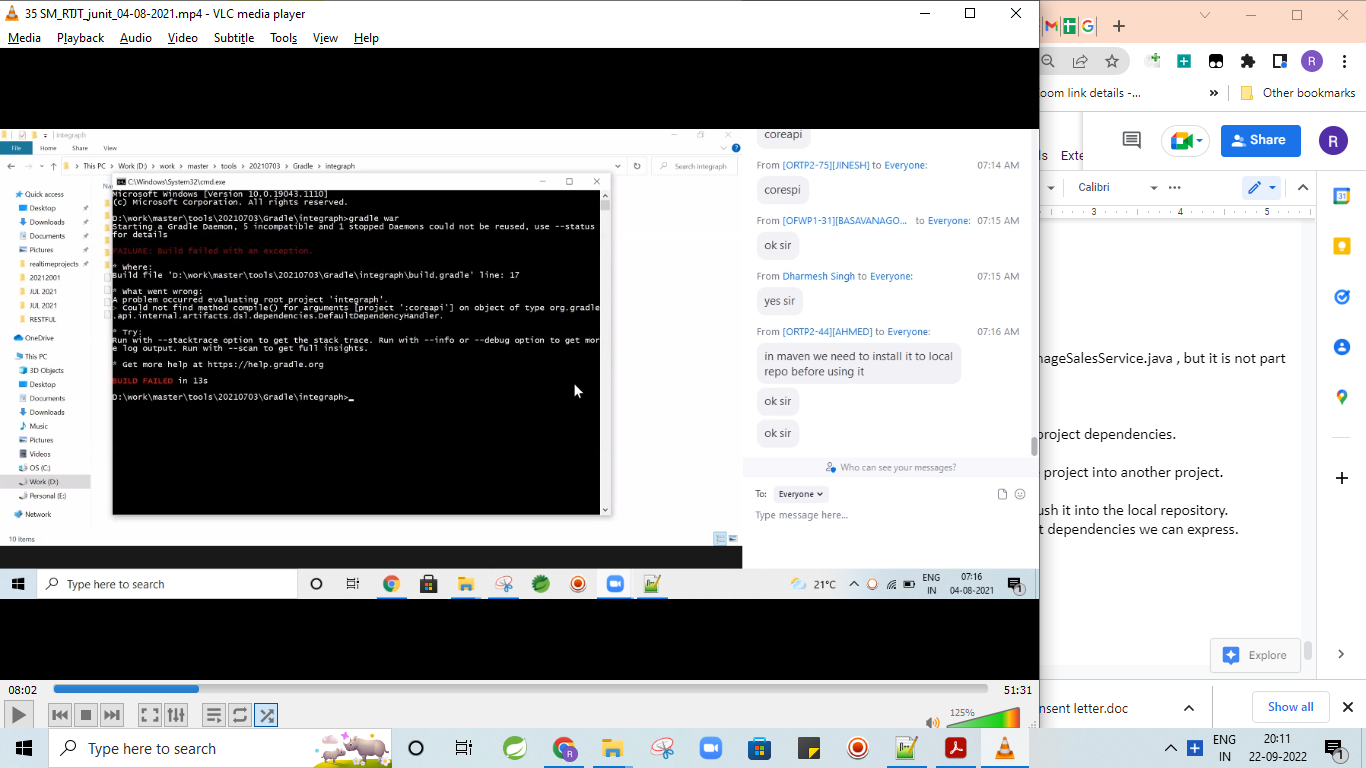 35 SM_RTJT_junit_04-08-2021.mp4 - VLC media player
Media Playback Audio Video Subtitle Tools View Help
integraph
File Home Share View
This PC > Work (D:) > work > master > tools > 20210703 > Gradle > integraph
Search integraph
Quick access
Desktop
Downloads
Documents
Pictures
realtimeprojects
20212001
JUL 2021
JUL 2021
RESTFUL
OneDrive
This PC
3D Objects
Desktop
Documents
Downloads
Music
Pictures
Videos
OS (C:)
Work (D:)
Personal (E:)
Network
10 items
C:\Windows\System32\cmd.exe
Microsoft Windows [Version 10.0.19043.1110]
(c) Microsoft Corporation. All rights reserved.
D:\work\master\tools\20210703\Gradle\integraph>gradle war
Starting a Gradle Daemon, 5 incompatible and 1 stopped Daemons could not be reused, use --status
for details
FAILURE: Build failed with an exception.
* Where:
Build file 'D:\work\master\tools\20210703\Gradle\integraph\build.gradle' line: 17
* What went wrong:
A problem occurred evaluating root project 'integraph'.
> Could not find method compile() for arguments [project ':coreapi'] on object of type org.gradle
.api.internal.artifacts.dsl.dependencies.DefaultDependencyHandler.
* Try:
Run with --stacktrace option to get the stack trace. Run with --info or --debug option to get mor
e log output. Run with --scan to get full insights.
* Get more help at https://help.gradle.org
BUILD FAILED in 13s
D:\work\master\tools\20210703\Gradle\integraph>_
coreapi
From [ORTP2-75][JINESH] to Everyone: 07:14 AM
corespi
From [OFWP1-31][BASAVANAGO... to Everyone: 07:15 AM
ok sir
From Dharmesh Singh to Everyone: 07:15 AM
yes sir
From [ORTP2-44][AHMED] to Everyone: 07:16 AM
in maven we need to install it to local
repo before using it
ok sir
ok sir
Who can see your messages?
To: Everyone
Type message here...
Type here to search
21°C
ENG
IN
07:16
04-08-2021
1
08:02
51:31
125%
oom link details -...
»
Other bookmarks
R
ls Exte
Share
R
Calibri
3 4 5
31
nageSalesService.java , but it is not part
project dependencies.
project into another project.
ush it into the local repository.
t dependencies we can express.
Explore
nsent letter.doc
Show all
Type here to search
R
ENG
IN
20:11
22-09-2022
1